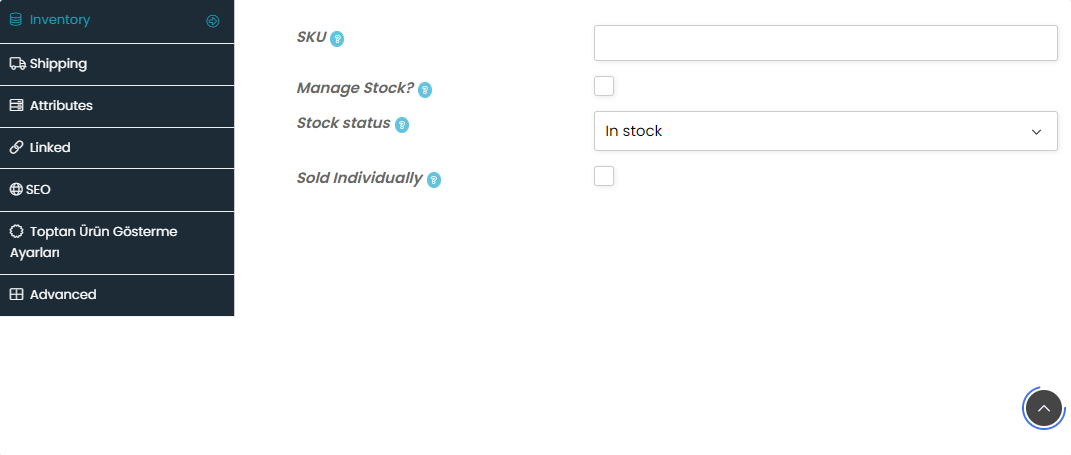 Inventory
Shipping
Attributes
Linked
SEO
Toptan Ürün Gösterme
Ayarları
Advanced
SKU ?
Manage Stock? ?
Stock status ?
In stock
Sold Individually ?